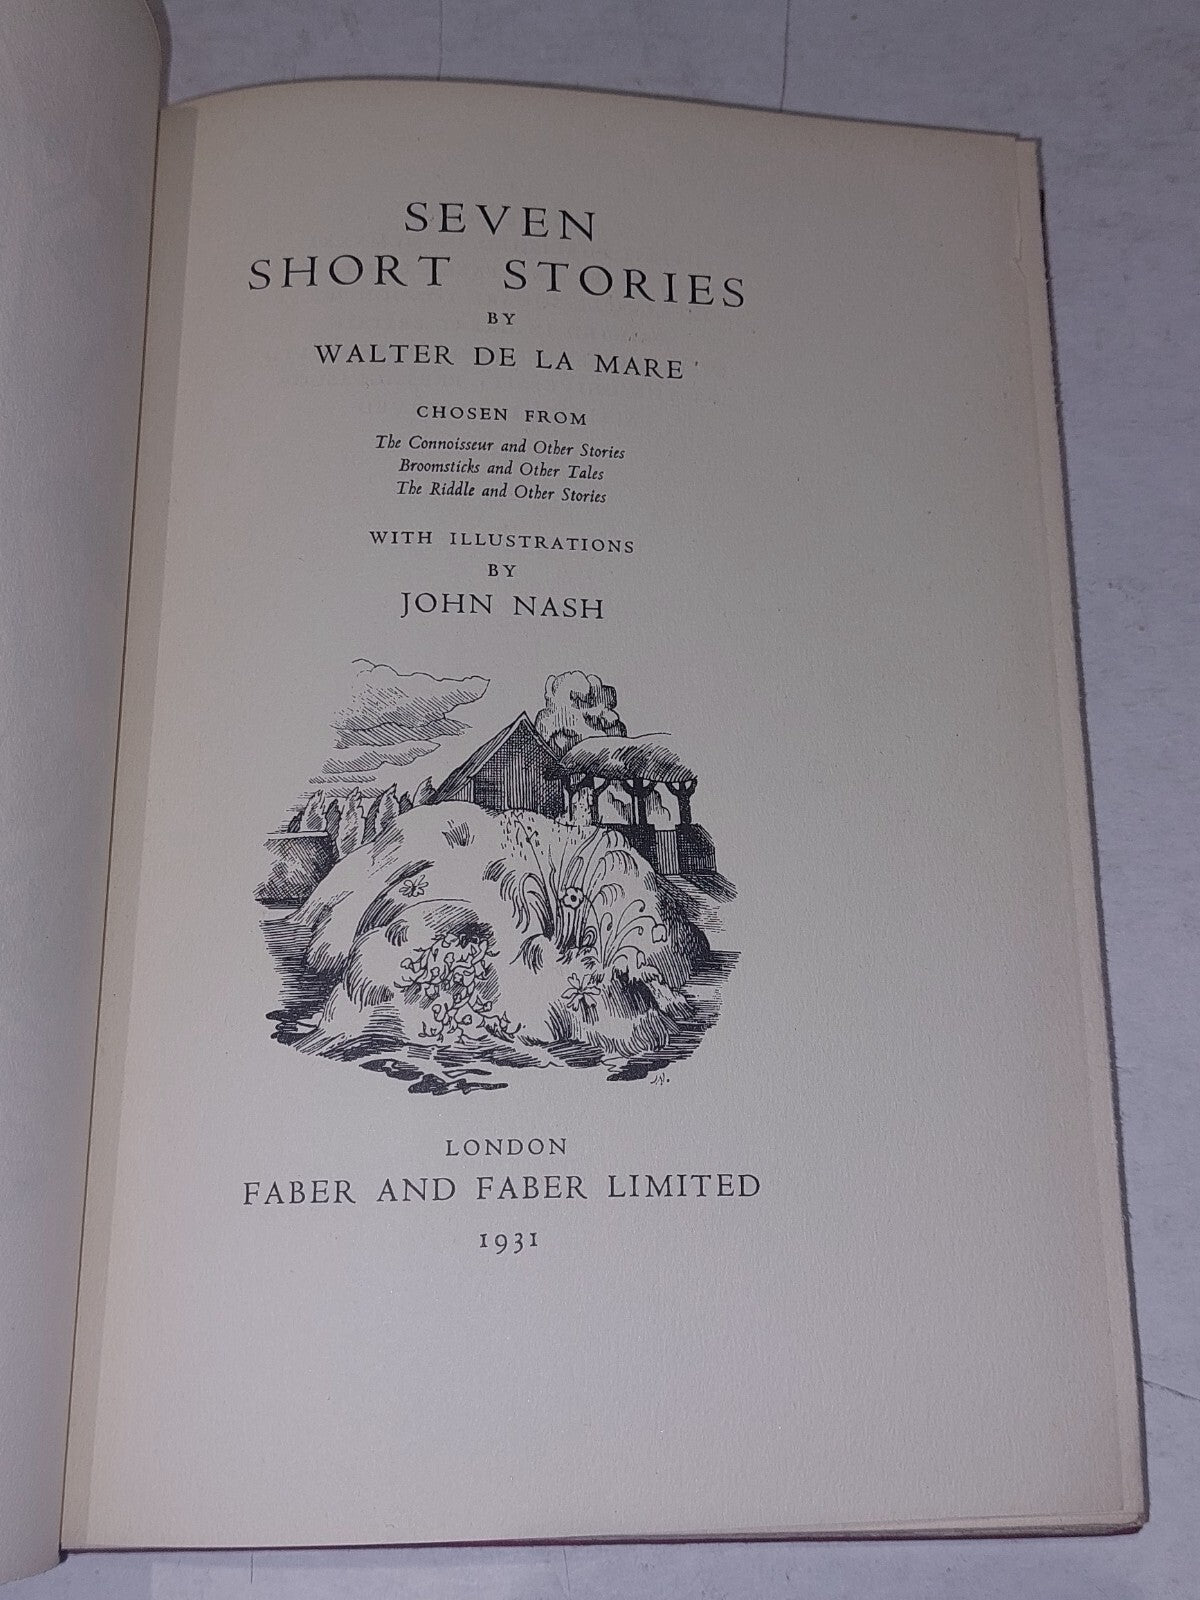 SEVEN
SHORT STORIES
BY
WALTER DE LA MARE
CHOSEN FROM
The Connoisseur and Other Stories
Broomsticks and Other Tales
The Riddle and Other Stories
WITH ILLUSTRATIONS
BY
JOHN NASH
J.N.
LONDON
FABER AND FABER LIMITED
1931